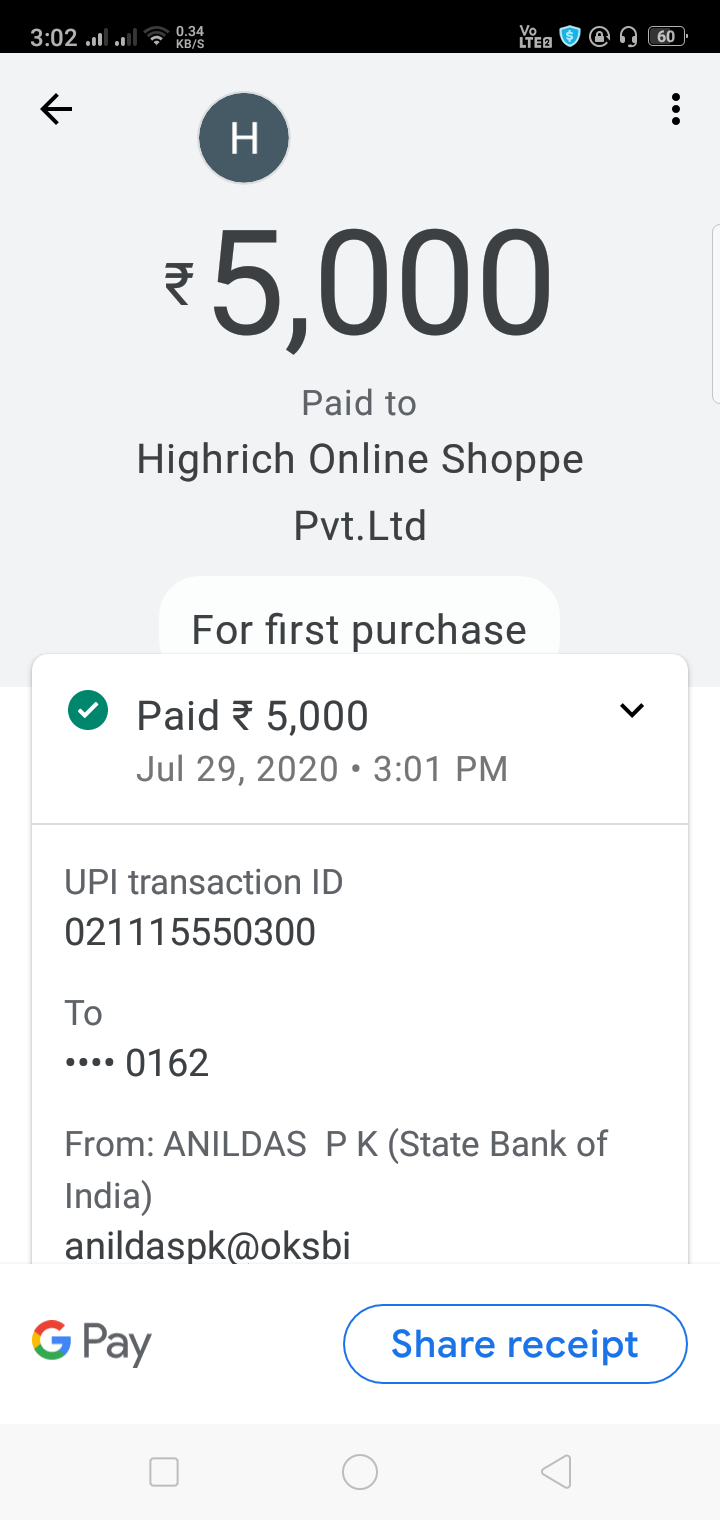 3:02 0.34 KB/S Vo LTE2 60
H
₹5,000
Paid to
Highrich Online Shoppe
Pvt.Ltd
For first purchase
Paid ₹ 5,000
Jul 29, 2020 • 3:01 PM
UPI transaction ID
021115550300
To
•••• 0162
From: ANILDAS  P K (State Bank of
India)
anildaspk@oksbi
G Pay
Share receipt